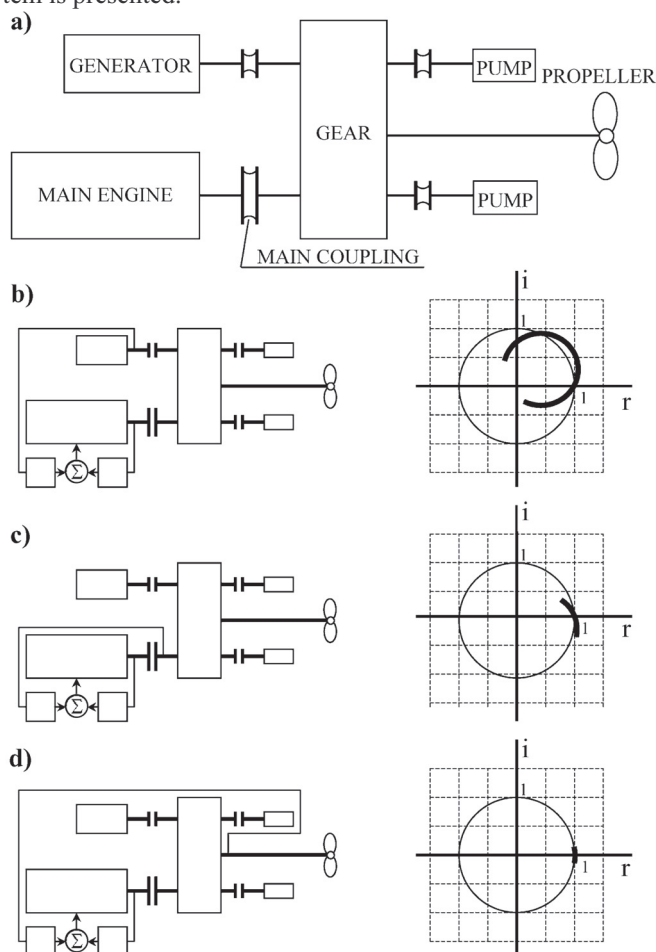 tem is presented.
a)
GENERATOR
PUMP
PROPELLER
GEAR
MAIN ENGINE
PUMP
MAIN COUPLING
b)
i
1
1
r
Σ
c)
i
1
1
r
Σ
d)
i
1
1
r
Σ